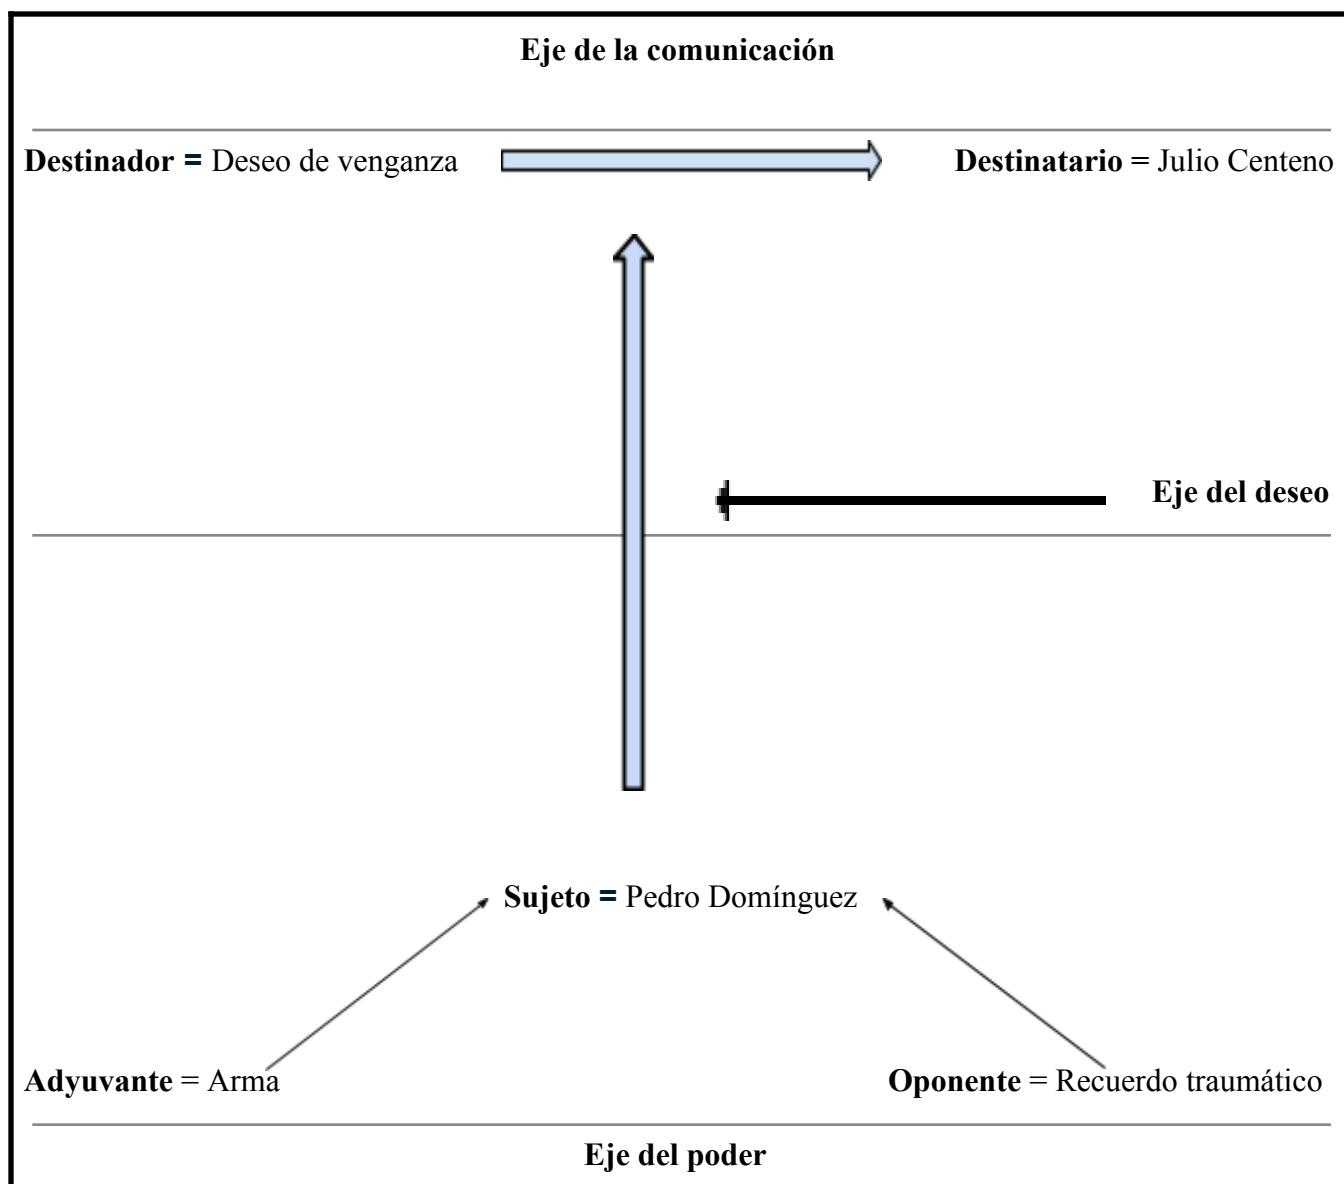 Eje de la comunicación
Destinador = Deseo de venganza
Destinatario = Julio Centeno
Eje del deseo
Sujeto = Pedro Domínguez
Adyuvante = Arma
Oponente = Recuerdo traumático
Eje del poder